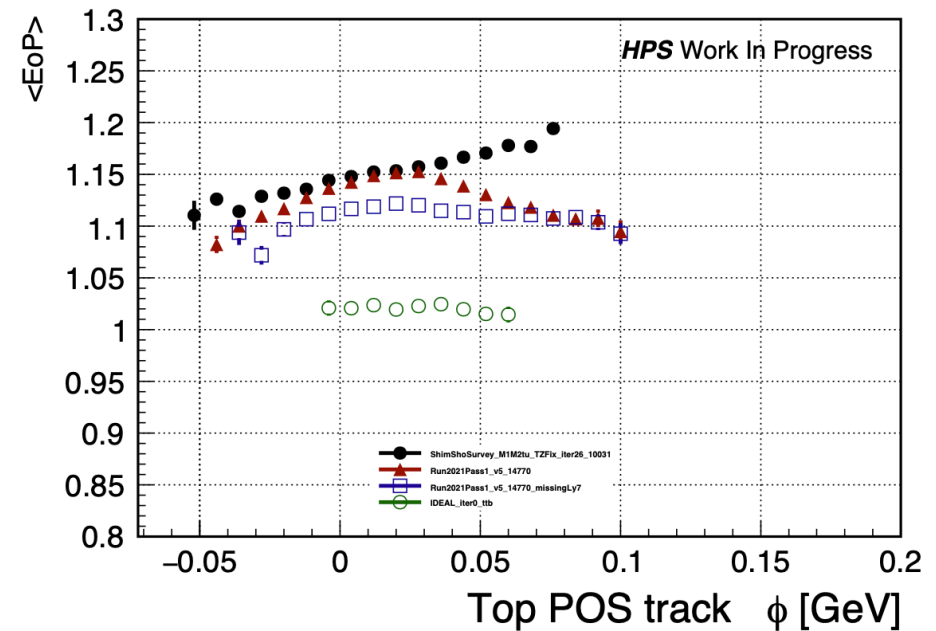 <EoP>
HPS Work In Progress
1.3
1.25
1.2
1.15
1.1
1.05
1
0.95
0.9
0.85
0.8
ShimShoSurvey_M1M2tu_TZFix_iter26_10031
Run2021Pass1_v5_14770
Run2021Pass1_v5_14770_missingLy7
IDEAL_iter0_ttb
−0.05 0 0.05 0.1 0.15 0.2
Top POS track ϕ [GeV]